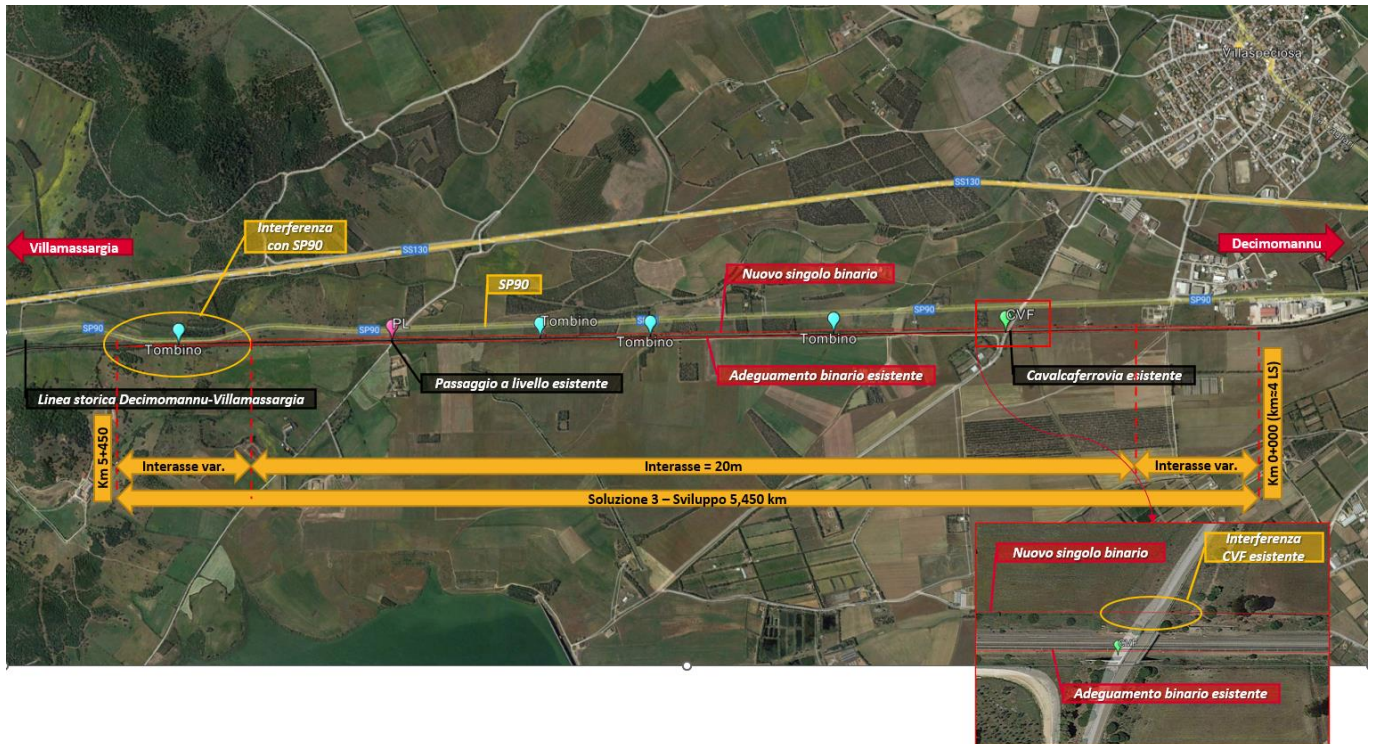 Villaspeciosa
SS130
Interferenza
con SP90
Villamassargia
Decimomannu
SS130
SP90
Nuovo singolo binario
SP90
SP90
PL
SP90
Tombino
SP90
CVF
Tombino
Tombino
Tombino
Passaggio a livello esistente
Adeguamento binario esistente
Cavalcaferrovia esistente
Linea storica Decimomannu-Villamassargia
Km 5+450
Interasse var.
Interasse = 20m
Interasse var.
Km 0+000 (km≈4 LS)
Soluzione 3 – Sviluppo 5,450 km
Nuovo singolo binario
Interferenza
CVF esistente
CVF
Adeguamento binario esistente